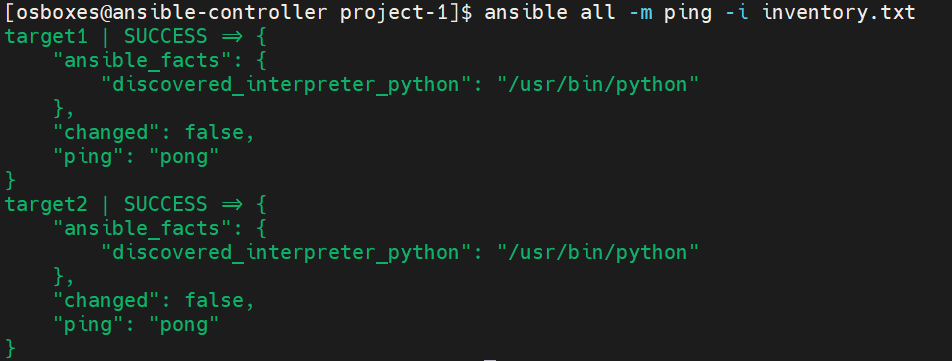 [osboxes@ansible-controller project-1]$ ansible all -m ping -i inventory.txt
target1 | SUCCESS => {
    "ansible_facts": {
        "discovered_interpreter_python": "/usr/bin/python"
    },
    "changed": false,
    "ping": "pong"
}
target2 | SUCCESS => {
    "ansible_facts": {
        "discovered_interpreter_python": "/usr/bin/python"
    },
    "changed": false,
    "ping": "pong"
}